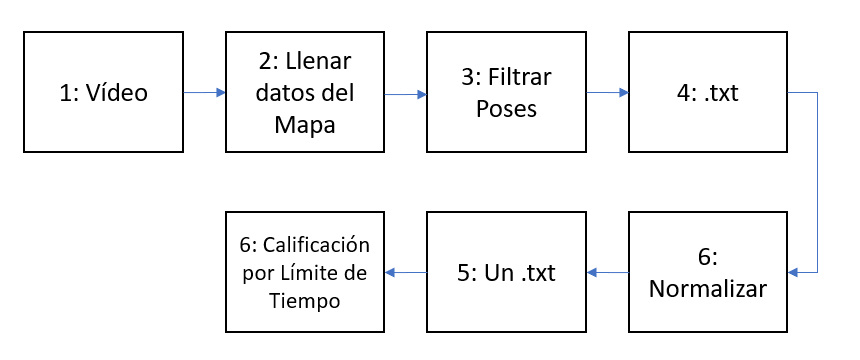 1: Vídeo
2: Llenar
datos del
Mapa
3: Filtrar
Poses
4: .txt
6:
Normalizar
5: Un .txt
6: Calificación
por Límite de
Tiempo